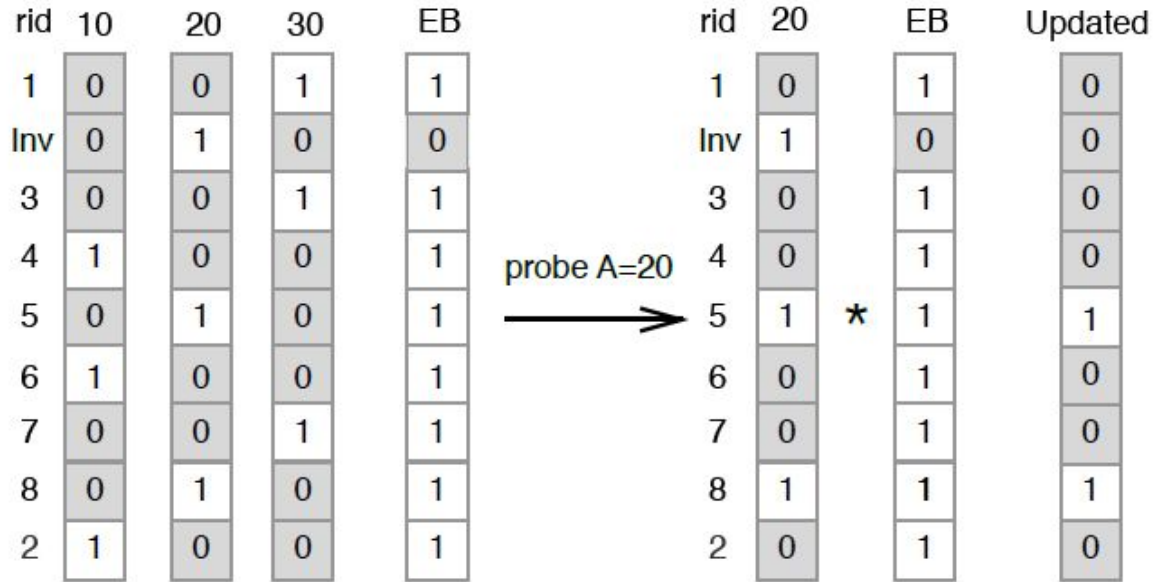 rid 10 20 30 EB rid 20 EB Updated
1 0 0 1 1 1 0 1 0
Inv 0 1 0 0 Inv 1 0 0
3 0 0 1 1 3 0 1 0
4 1 0 0 1 probe A=20 4 0 1 0
5 0 1 0 1 5 1 * 1 1
6 1 0 0 1 6 0 1 0
7 0 0 1 1 7 0 1 0
8 0 1 0 1 8 1 1 1
2 1 0 0 1 2 0 1 0